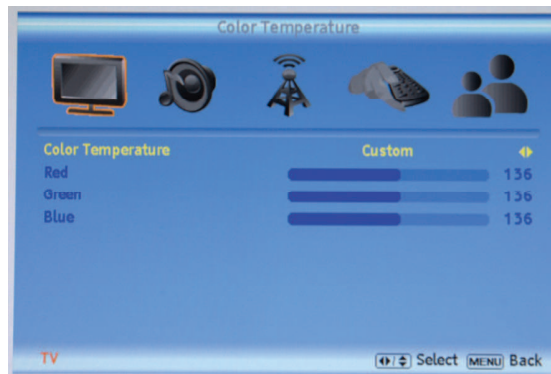 Color Temperature
Color Temperature Custom
Red 136
Green 136
Blue 136
TV Select MENU Back